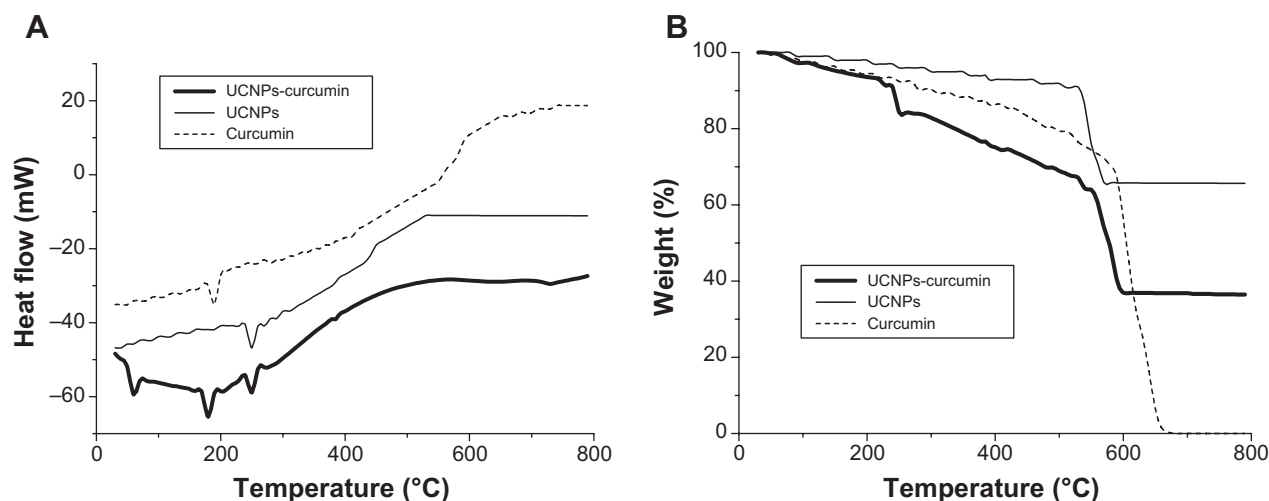 A
UCNPs-curcumin
UCNPs
Curcumin
20
0
–20
–40
–60
Heat flow (mW)
0
200
400
600
800
Temperature (°C)
B
100
80
60
40
20
0
Weight (%)
UCNPs-curcumin
UCNPs
Curcumin
0
200
400
600
800
Temperature (°C)